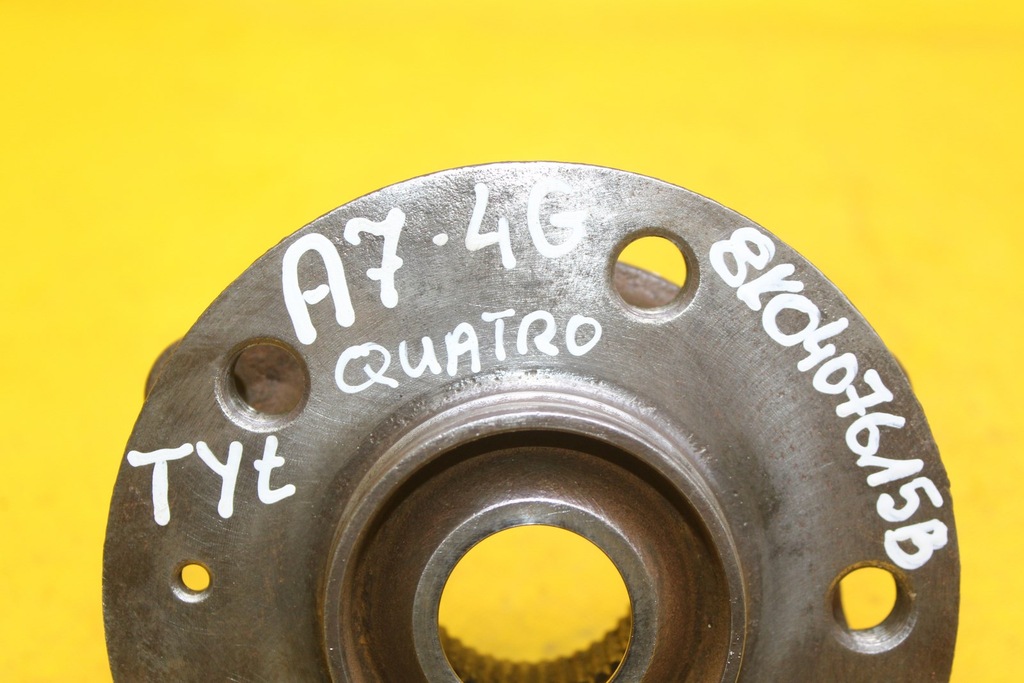 A7·4G
QUATRO
TYt
8K0407615B